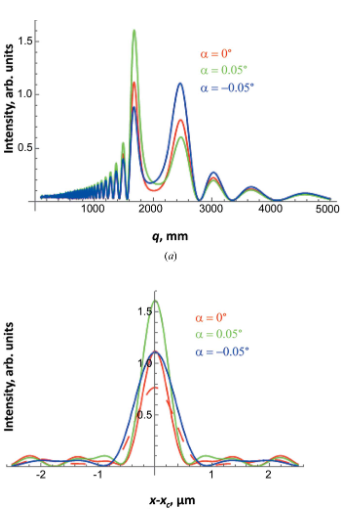 Intensity, arb. units
1.5
1.0
0.5
α = 0°
α = 0.05°
α = −0.05°
1000 2000 3000 4000 5000
q, mm
(a)
Intensity, arb. units
1.5
1.0
0.5
α = 0°
α = 0.05°
α = −0.05°
-2 -1 1 2
x-xc, μm